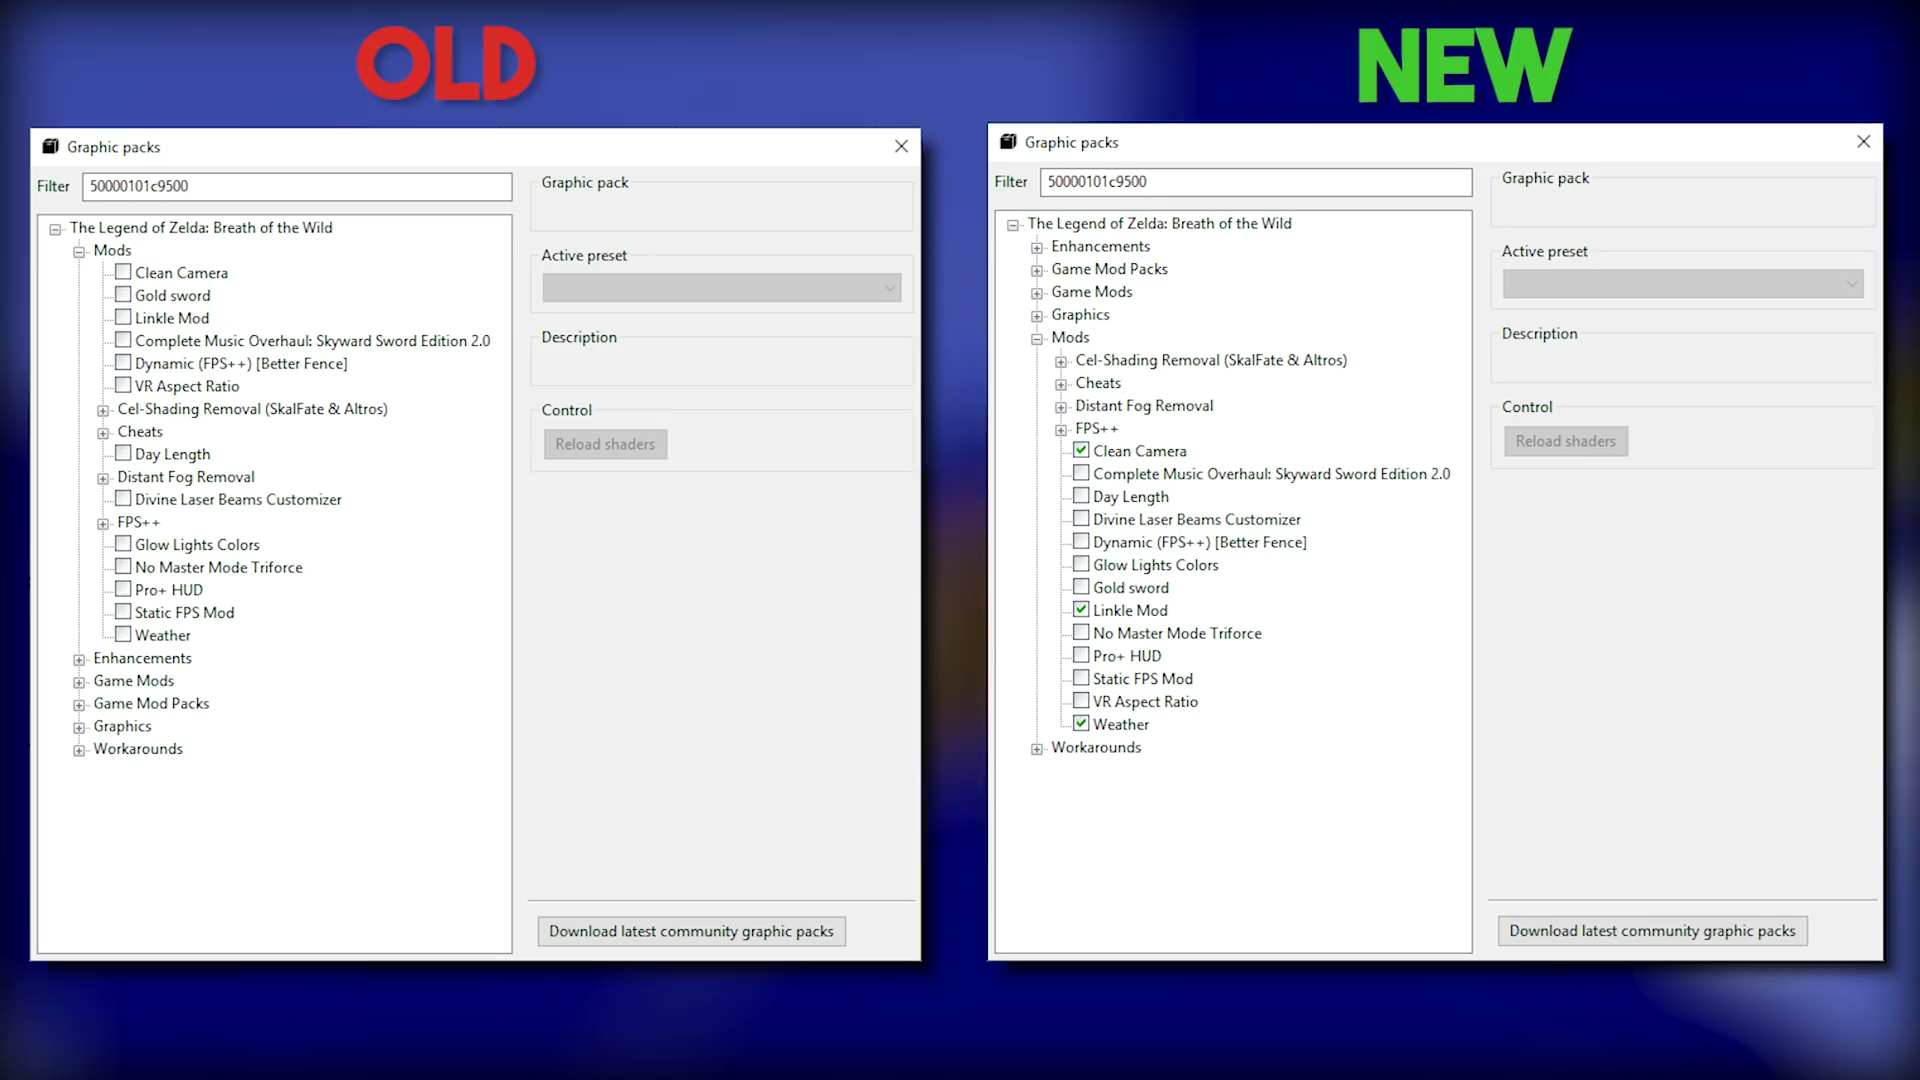 OLD
Graphic packs
Filter
50000101c9500
The Legend of Zelda: Breath of the Wild
Mods
Clean Camera
Gold sword
Linkle Mod
Complete Music Overhaul: Skyward Sword Edition 2.0
Dynamic (FPS++) [Better Fence]
VR Aspect Ratio
Cel-Shading Removal (SkalFate & Altros)
Cheats
Day Length
Distant Fog Removal
Divine Laser Beams Customizer
FPS++
Glow Lights Colors
No Master Mode Triforce
Pro+ HUD
Static FPS Mod
Weather
Enhancements
Game Mods
Game Mod Packs
Graphics
Workarounds
Graphic pack
Active preset
Description
Control
Reload shaders
Download latest community graphic packs
NEW
Graphic packs
Filter
50000101c9500
The Legend of Zelda: Breath of the Wild
Enhancements
Game Mod Packs
Game Mods
Graphics
Mods
Cel-Shading Removal (SkalFate & Altros)
Cheats
Distant Fog Removal
FPS++
Clean Camera
Complete Music Overhaul: Skyward Sword Edition 2.0
Day Length
Divine Laser Beams Customizer
Dynamic (FPS++) [Better Fence]
Glow Lights Colors
Gold sword
Linkle Mod
No Master Mode Triforce
Pro+ HUD
Static FPS Mod
VR Aspect Ratio
Weather
Workarounds
Graphic pack
Active preset
Description
Control
Reload shaders
Download latest community graphic packs